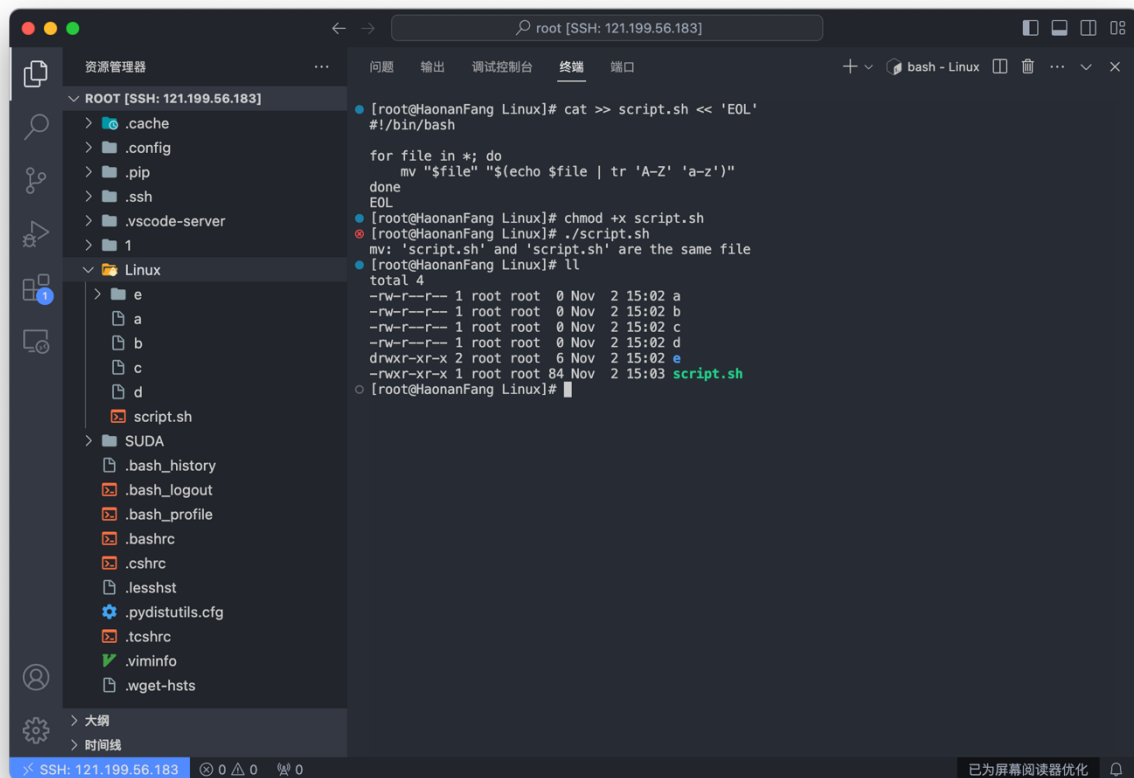 root [SSH: 121.199.56.183]
资源管理器
ROOT [SSH: 121.199.56.183]
.cache
.config
.pip
.ssh
.vscode-server
1
Linux
e
a
b
c
d
script.sh
SUDA
.bash_history
.bash_logout
.bash_profile
.bashrc
.cshrc
.lesshst
.pydistutils.cfg
.tcshrc
.viminfo
.wget-hsts
大纲
时间线
1
问题 输出 调试控制台 终端 端口 bash - Linux
[root@HaonanFang Linux]# cat >> script.sh << 'EOL'
#!/bin/bash
for file in *; do
    mv "$file" "$(echo $file | tr 'A-Z' 'a-z')"
done
EOL
[root@HaonanFang Linux]# chmod +x script.sh
[root@HaonanFang Linux]# ./script.sh
mv: 'script.sh' and 'script.sh' are the same file
[root@HaonanFang Linux]# ll
total 4
-rw-r--r-- 1 root root  0 Nov  2 15:02 a
-rw-r--r-- 1 root root  0 Nov  2 15:02 b
-rw-r--r-- 1 root root  0 Nov  2 15:02 c
-rw-r--r-- 1 root root  0 Nov  2 15:02 d
drwxr-xr-x 2 root root  6 Nov  2 15:02 e
-rwxr-xr-x 1 root root 84 Nov  2 15:03 script.sh
[root@HaonanFang Linux]#
SSH: 121.199.56.183 0 0 0 已为屏幕阅读器优化